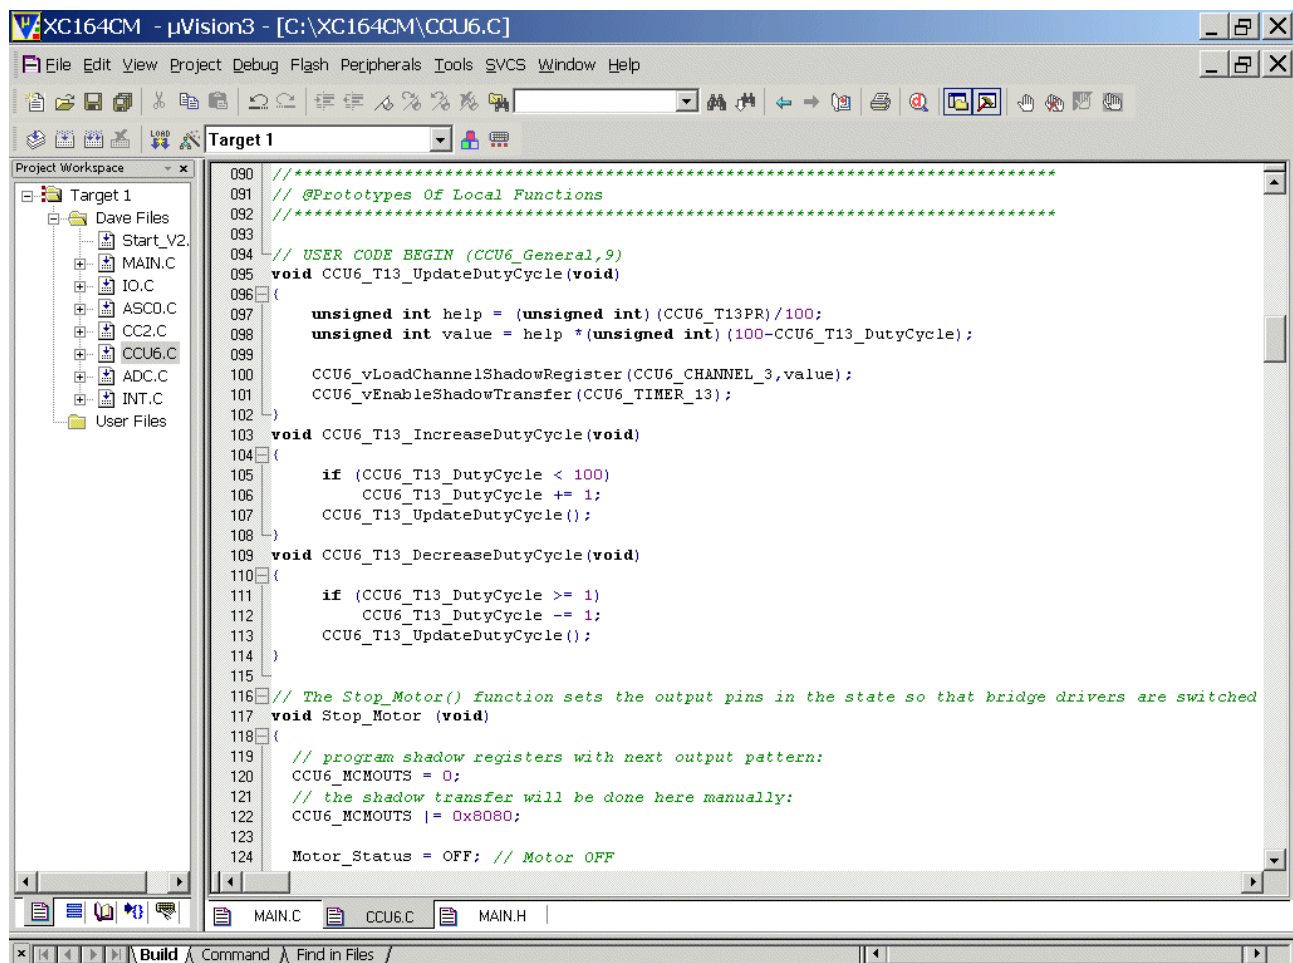 XC164CM - µVision3 - [C:\XC164CM\CCU6.C]
File Edit View Project Debug Flash Peripherals Tools SVCS Window Help
LOAD
Target 1
Project Workspace
Target 1
Dave Files
Start_V2.
MAIN.C
IO.C
ASC0.C
CC2.C
CCU6.C
ADC.C
INT.C
User Files
090 //****************************************************************************
091 // @Prototypes Of Local Functions
092 //****************************************************************************
093
094 // USER CODE BEGIN (CCU6_General,9)
095 void CCU6_T13_UpdateDutyCycle(void)
096 {
097 unsigned int help = (unsigned int)(CCU6_T13PR)/100;
098 unsigned int value = help *(unsigned int)(100-CCU6_T13_DutyCycle);
099
100 CCU6_vLoadChannelShadowRegister(CCU6_CHANNEL_3,value);
101 CCU6_vEnableShadowTransfer(CCU6_TIMER_13);
102 }
103 void CCU6_T13_IncreaseDutyCycle(void)
104 {
105 if (CCU6_T13_DutyCycle < 100)
106 CCU6_T13_DutyCycle += 1;
107 CCU6_T13_UpdateDutyCycle();
108 }
109 void CCU6_T13_DecreaseDutyCycle(void)
110 {
111 if (CCU6_T13_DutyCycle >= 1)
112 CCU6_T13_DutyCycle -= 1;
113 CCU6_T13_UpdateDutyCycle();
114 }
115
116 // The Stop_Motor() function sets the output pins in the state so that bridge drivers are switched
117 void Stop_Motor (void)
118 {
119 // program shadow registers with next output pattern:
120 CCU6_MCMOUTS = 0;
121 // the shadow transfer will be done here manually:
122 CCU6_MCMOUTS |= 0x8080;
123
124 Motor_Status = OFF; // Motor OFF
MAIN.C CCU6.C MAIN.H
Build Command Find in Files